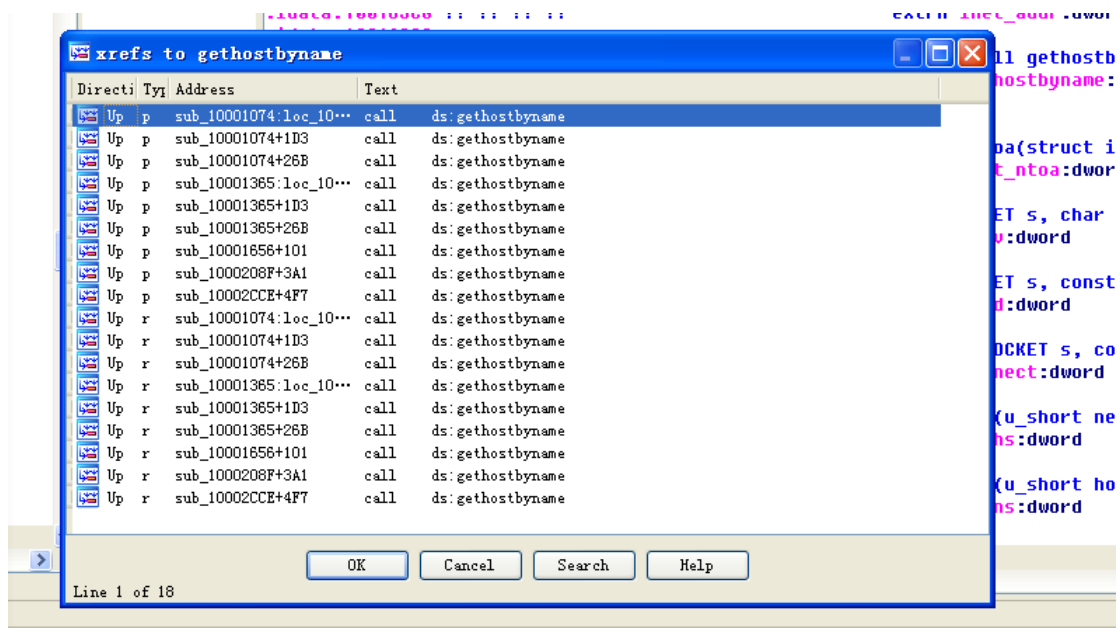 .idata:100163C8 ?? ?? ?? ?? extrn inet_addr:dword
xrefs to gethostbyname
Directi Typ Address Text
Up p sub_10001074:loc_10··· call ds:gethostbyname
Up p sub_10001074+1D3 call ds:gethostbyname
Up p sub_10001074+26B call ds:gethostbyname
Up p sub_10001365:loc_10··· call ds:gethostbyname
Up p sub_10001365+1D3 call ds:gethostbyname
Up p sub_10001365+26B call ds:gethostbyname
Up p sub_10001656+101 call ds:gethostbyname
Up p sub_1000208F+3A1 call ds:gethostbyname
Up p sub_10002CCE+4F7 call ds:gethostbyname
Up r sub_10001074:loc_10··· call ds:gethostbyname
Up r sub_10001074+1D3 call ds:gethostbyname
Up r sub_10001074+26B call ds:gethostbyname
Up r sub_10001365:loc_10··· call ds:gethostbyname
Up r sub_10001365+1D3 call ds:gethostbyname
Up r sub_10001365+26B call ds:gethostbyname
Up r sub_10001656+101 call ds:gethostbyname
Up r sub_1000208F+3A1 call ds:gethostbyname
Up r sub_10002CCE+4F7 call ds:gethostbyname
OK Cancel Search Help
Line 1 of 18
ll gethostb
hostbyname:
oa(struct i
t_ntoa:dwor
ET s, char
v:dword
ET s, const
d:dword
OCKET s, co
nect:dword
(u_short ne
hs:dword
(u_short ho
ns:dword